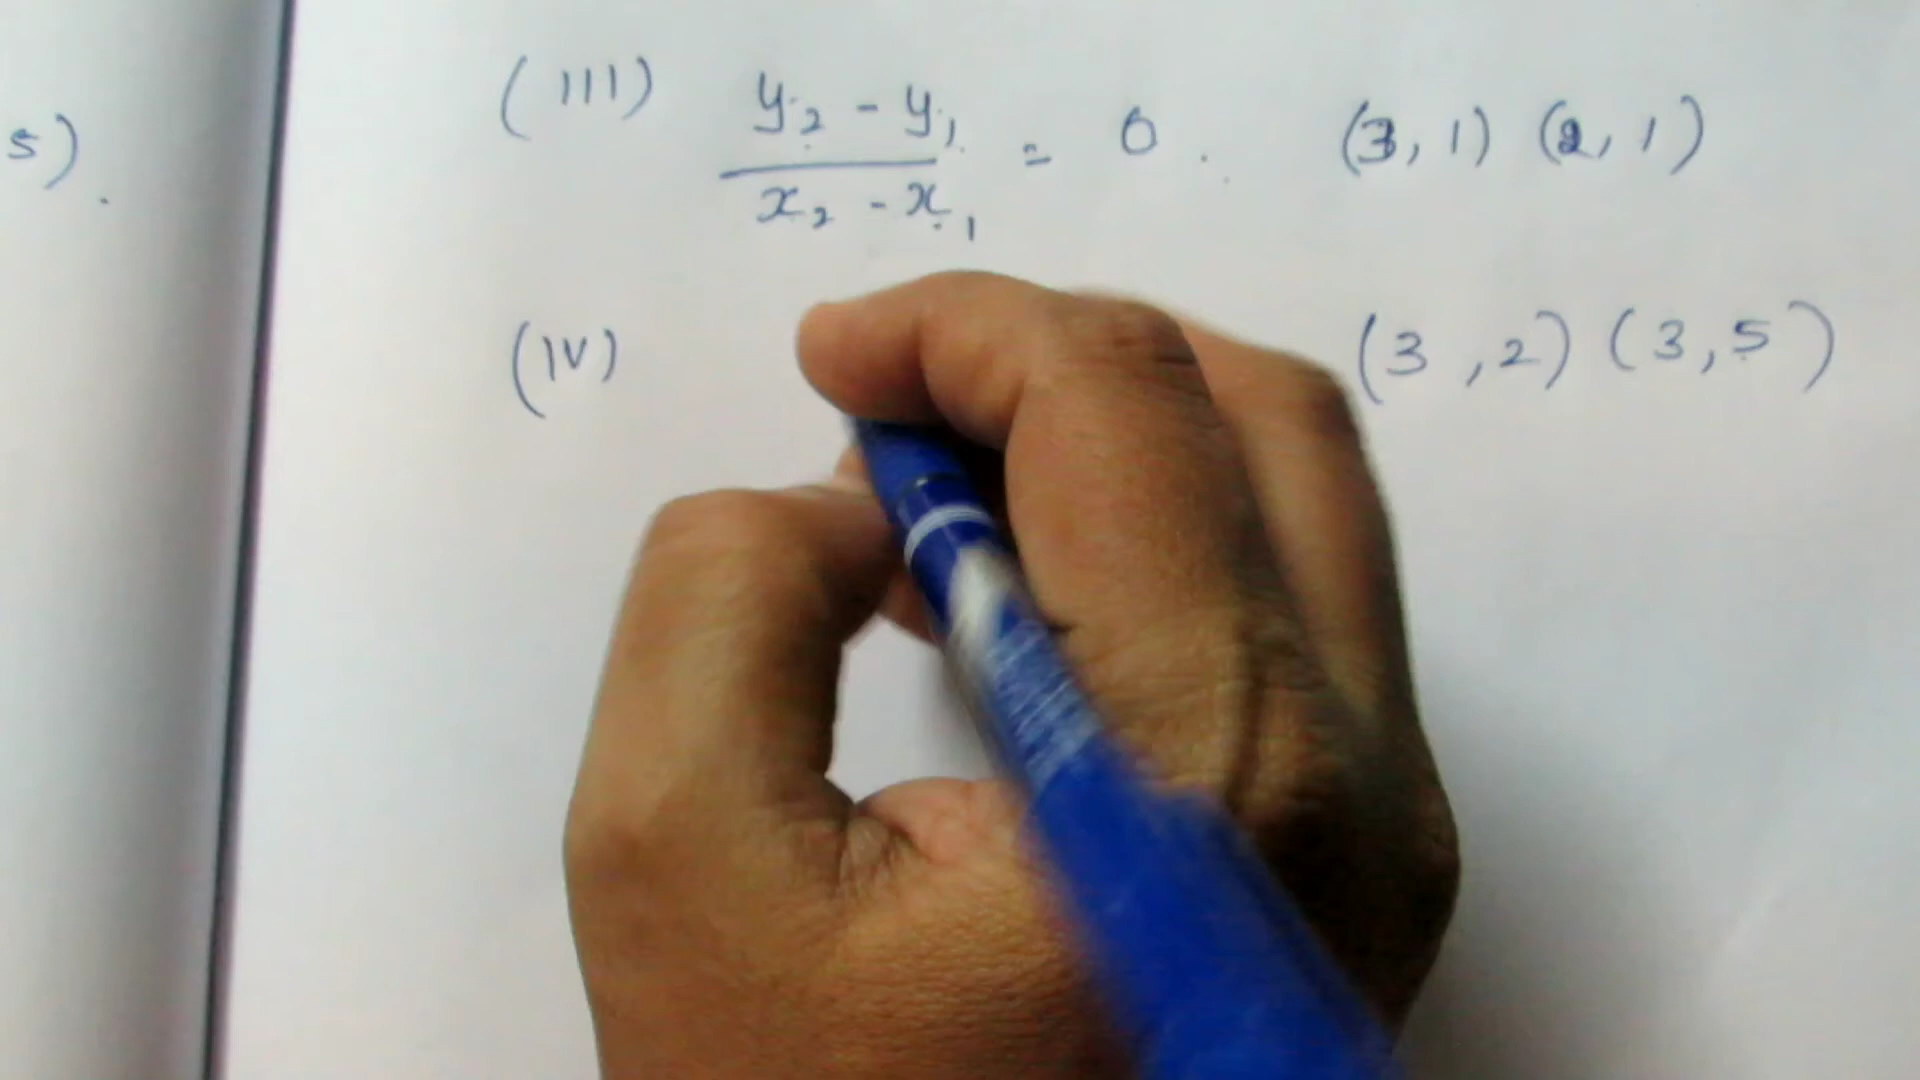 5).
(III) y₂ - y₁ / x₂ - x₁ = 0. (3, 1) (2, 1)
(IV) (3, 2) (3, 5)